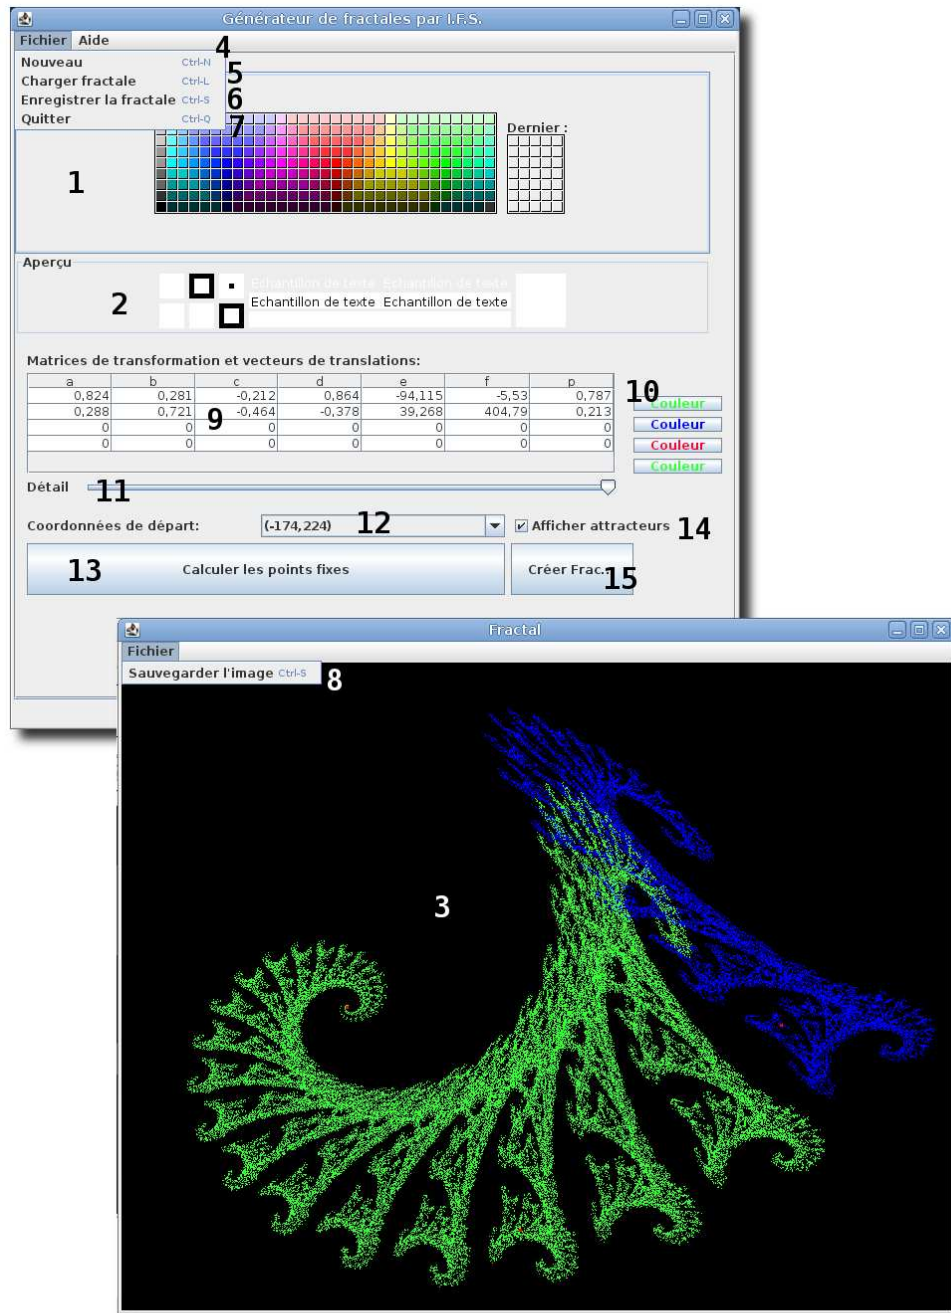 Générateur de fractales par I.F.S.
Fichier Aide
4
Nouveau Ctrl-N
Charger fractale Ctrl-L 5
Enregistrer la fractale Ctrl-S 6
Quitter Ctrl-Q 7
Dernier :
1
Aperçu
2
Echantillon de texte Echantillon de texte
Echantillon de texte Echantillon de texte
Matrices de transformation et vecteurs de translations:
a b c d e f p
0,824 0,281 -0,212 0,864 -94,115 -5,53 0,787
0,288 0,721 -0,464 -0,378 39,268 404,79 0,213
0 0 0 0 0 0 0
0 0 0 0 0 0 0
9
10
Couleur
Couleur
Couleur
Couleur
Détail 11
Coordonnées de départ: (-174,224) 12 Afficher attracteurs 14
13 Calculer les points fixes Créer Frac... 15
Fractal
Fichier
Sauvegarder l'image Ctrl-S 8
3